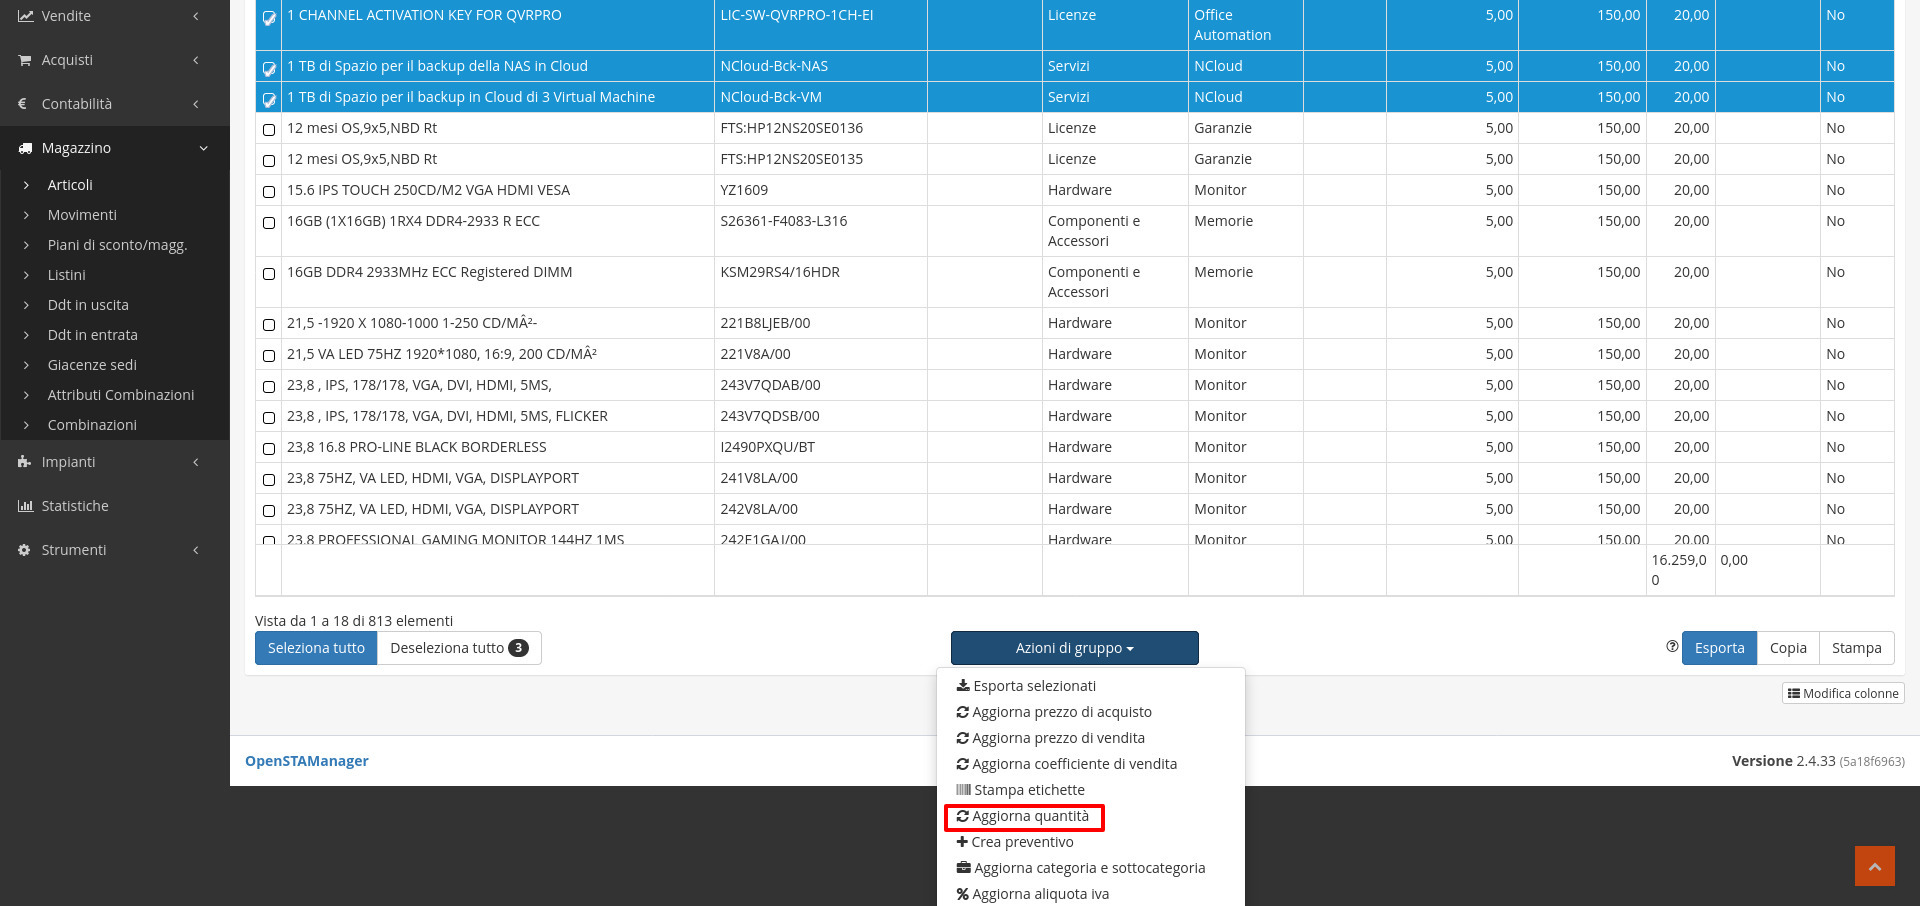 Vendite
Acquisti
Contabilità
Magazzino
Articoli
Movimenti
Piani di sconto/magg.
Listini
Ddt in uscita
Ddt in entrata
Giacenze sedi
Attributi Combinazioni
Combinazioni
Impianti
Statistiche
Strumenti
1 CHANNEL ACTIVATION KEY FOR QVRPRO LIC-SW-QVRPRO-1CH-EI Licenze Office 5,00 150,00 20,00 No
Automation
1 TB di Spazio per il backup della NAS in Cloud NCloud-Bck-NAS Servizi NCloud 5,00 150,00 20,00 No
1 TB di Spazio per il backup in Cloud di 3 Virtual Machine NCloud-Bck-VM Servizi NCloud 5,00 150,00 20,00 No
12 mesi OS,9x5,NBD Rt FTS:HP12NS20SE0136 Licenze Garanzie 5,00 150,00 20,00 No
12 mesi OS,9x5,NBD Rt FTS:HP12NS20SE0135 Licenze Garanzie 5,00 150,00 20,00 No
15.6 IPS TOUCH 250CD/M2 VGA HDMI VESA YZ1609 Hardware Monitor 5,00 150,00 20,00 No
16GB (1X16GB) 1RX4 DDR4-2933 R ECC S26361-F4083-L316 Componenti e Memorie 5,00 150,00 20,00 No
Accessori
16GB DDR4 2933MHz ECC Registered DIMM KSM29RS4/16HDR Componenti e Memorie 5,00 150,00 20,00 No
Accessori
21,5 -1920 X 1080-1000 1-250 CD/MÂ²- 221B8LJEB/00 Hardware Monitor 5,00 150,00 20,00 No
21,5 VA LED 75HZ 1920*1080, 16:9, 200 CD/MÂ² 221V8A/00 Hardware Monitor 5,00 150,00 20,00 No
23,8 , IPS, 178/178, VGA, DVI, HDMI, 5MS, 243V7QDAB/00 Hardware Monitor 5,00 150,00 20,00 No
23,8 , IPS, 178/178, VGA, DVI, HDMI, 5MS, FLICKER 243V7QDSB/00 Hardware Monitor 5,00 150,00 20,00 No
23,8 16.8 PRO-LINE BLACK BORDERLESS I2490PXQU/BT Hardware Monitor 5,00 150,00 20,00 No
23,8 75HZ, VA LED, HDMI, VGA, DISPLAYPORT 241V8LA/00 Hardware Monitor 5,00 150,00 20,00 No
23,8 75HZ, VA LED, HDMI, VGA, DISPLAYPORT 242V8LA/00 Hardware Monitor 5,00 150,00 20,00 No
23,8 PROFESSIONAL GAMING MONITOR 144HZ 1MS 242E1GAJ/00 Hardware Monitor 5,00 150,00 20,00 No
16.259,0 0,00
0
Vista da 1 a 18 di 813 elementi
Seleziona tutto Deseleziona tutto 3 Azioni di gruppo Esporta Copia Stampa
Modifica colonne
Esporta selezionati
Aggiorna prezzo di acquisto
Aggiorna prezzo di vendita
Aggiorna coefficiente di vendita
Stampa etichette
Aggiorna quantità
Crea preventivo
Aggiorna categoria e sottocategoria
Aggiorna aliquota iva
OpenSTAManager Versione 2.4.33 (5a18f6963)